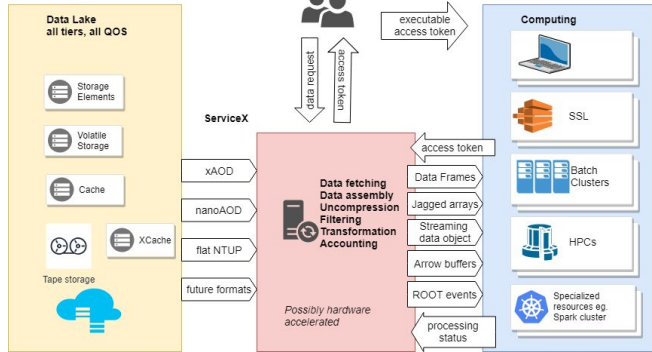 Data Lake
all tiers, all QOS
Storage
Elements
Volatile
Storage
Cache
XCache
Tape storage
ServiceX
xAOD
nanoAOD
flat NTUP
future formats
data request
access token
executable
access token
Data fetching
Data assembly
Uncompression
Filtering
Transformation
Accounting
Possibly hardware
accelerated
access token
Data Frames
Jagged arrays
Streaming
data object
Arrow buffers
ROOT events
processing
status
Computing
SSL
Batch
Clusters
HPCs
Specialized
resources eg.
Spark cluster